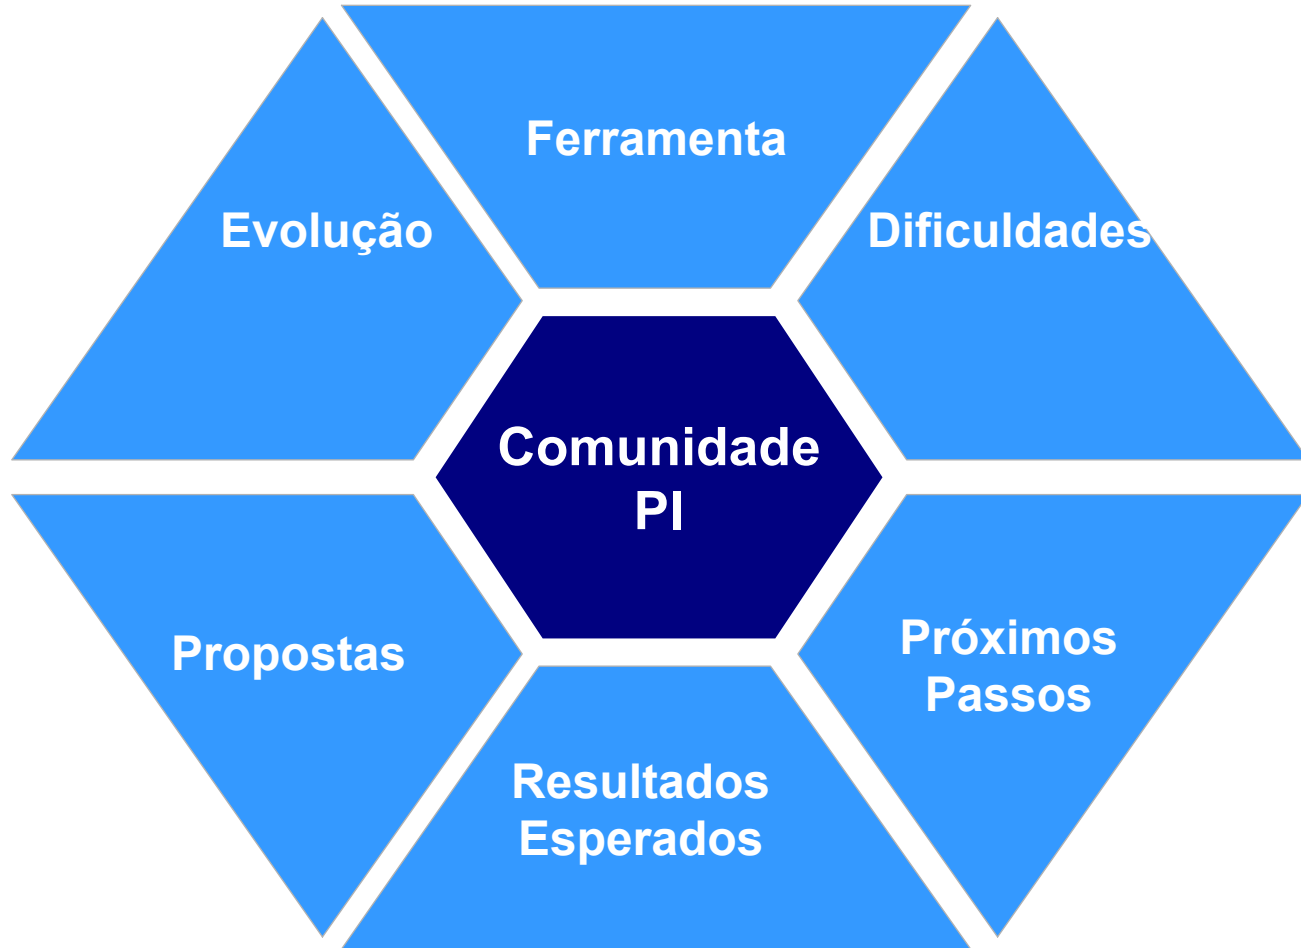 Ferramenta
Evolução
Dificuldades
Comunidade
PI
Propostas
Próximos
Passos
Resultados
Esperados